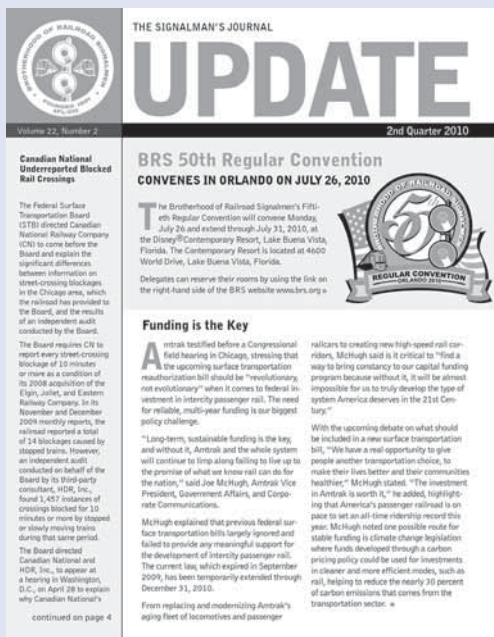 BROTHERHOOD OF RAILROAD SIGNALMEN
FOUNDED 1901
AFL-CIO
THE SIGNALMAN'S JOURNAL
UPDATE
Volume 22, Number 2
2nd Quarter 2010
Canadian National
Underreported Blocked
Rail Crossings
The Federal Surface
Transportation Board
(STB) directed Canadian
National Railway Company
(CN) to come before the
Board and explain the
significant differences
between information on
street-crossing blockages
in the Chicago area, which
the railroad has provided to
the Board, and the results
of an independent audit
conducted by the Board.
The Board requires CN to
report every street-crossing
blockage of 10 minutes
or more as a condition of
its 2008 acquisition of the
Elgin, Joliet, and Eastern
Railway Company. In its
November and December
2009 monthly reports, the
railroad reported a total
of 14 blockages caused by
stopped trains. However,
an independent audit
conducted on behalf of the
Board by its third-party
consultant, HDR, Inc.,
found 1,457 instances of
crossings blocked for 10
minutes or more by stopped
or slowly moving trains
during that same period.
The Board directed
Canadian National and
HDR, Inc., to appear at
a hearing in Washington,
D.C., on April 28 to explain
why Canadian National's
continued on page 4
BRS 50th Regular Convention
CONVENES IN ORLANDO ON JULY 26, 2010
The Brotherhood of Railroad Signalmen's Fifti-
eth Regular Convention will convene Monday,
July 26 and extend through July 31, 2010, at
the Disney® Contemporary Resort, Lake Buena Vista,
Florida. The Contemporary Resort is located at 4600
World Drive, Lake Buena Vista, Florida.
Delegates can reserve their rooms by using the link on
the right-hand side of the BRS website www.brs.org »
BROTHERHOOD OF RAILROAD SIGNALMEN
50th
REGULAR CONVENTION
ORLANDO 2010
Funding is the Key
Amtrak testified before a Congressional
field hearing in Chicago, stressing that
the upcoming surface transportation
reauthorization bill should be "revolutionary,
not evolutionary" when it comes to federal in-
vestment in intercity passenger rail. The need
for reliable, multi-year funding is our biggest
policy challenge.
"Long-term, sustainable funding is the key,
and without it, Amtrak and the whole system
will continue to limp along failing to live up to
the promise of what we know rail can do for
the nation," said Joe McHugh, Amtrak Vice
President, Government Affairs, and Corpo-
rate Communications.
McHugh explained that previous federal sur-
face transportation bills largely ignored and
failed to provide any meaningful support for
the development of intercity passenger rail.
The current law, which expired in September
2009, has been temporarily extended through
December 31, 2010.
From replacing and modernizing Amtrak's
aging fleet of locomotives and passenger
railcars to creating new high-speed rail cor-
ridors, McHugh said is it critical to "find a
way to bring constancy to our capital funding
program because without it, it will be almost
impossible for us to truly develop the type of
system America deserves in the 21st Cen-
tury."
With the upcoming debate on what should
be included in a new surface transportation
bill, "We have a real opportunity to give
people another transportation choice, to
make their lives better and their communities
healthier," McHugh stated. "The investment
in Amtrak is worth it," he added, highlight-
ing that America's passenger railroad is on
pace to set an all-time ridership record this
year. McHugh noted one possible route for
stable funding is climate change legislation
where funds developed through a carbon
pricing policy could be used for investments
in cleaner and more efficient modes, such as
rail, helping to reduce the nearly 30 percent
of carbon emissions that comes from the
transportation sector. »